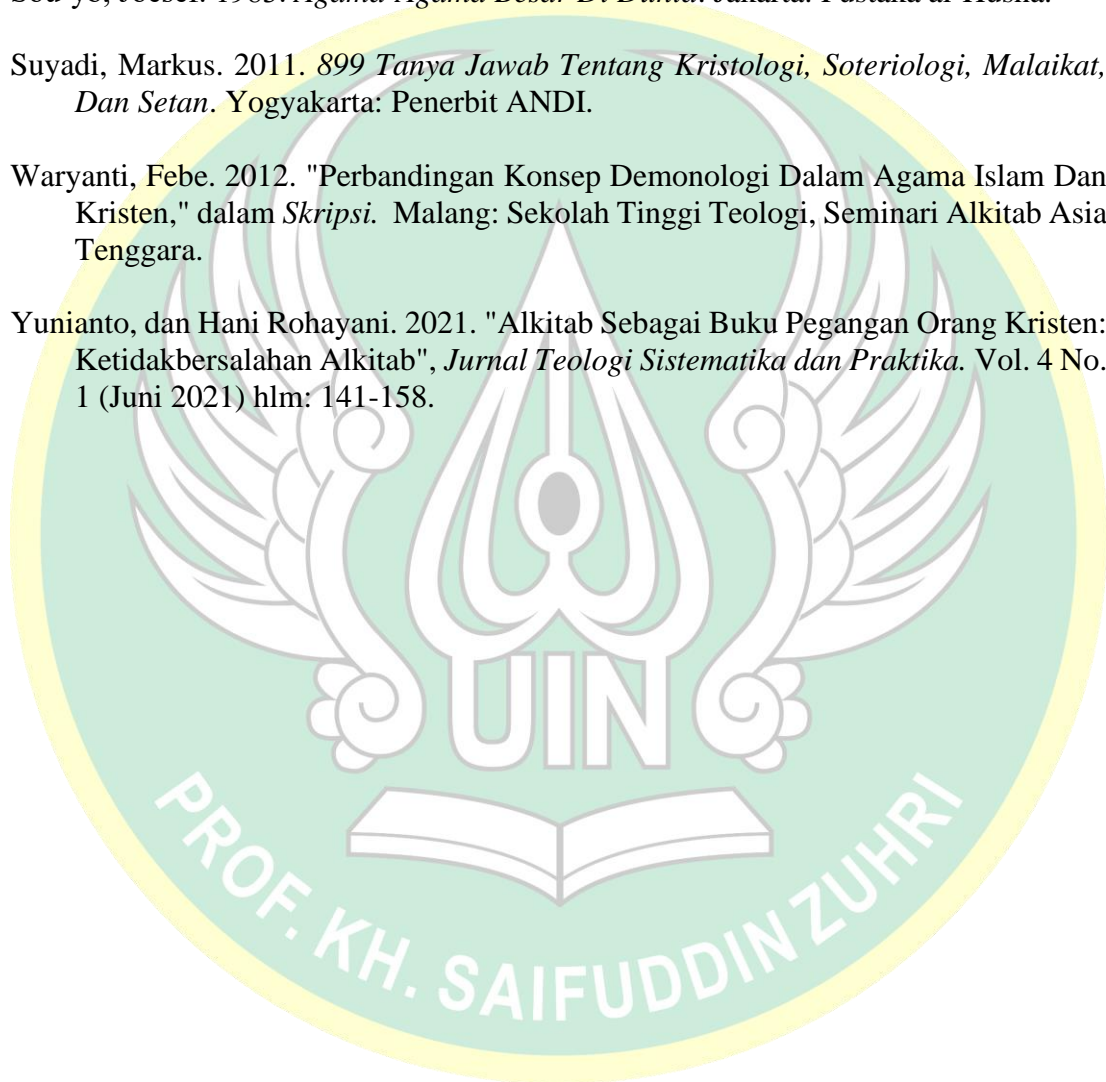 Suyadi, Markus. 2011. 899 Tanya Jawab Tentang Kristologi, Soteriologi, Malaikat,
Dan Setan. Yogyakarta: Penerbit ANDI.
Waryanti, Febe. 2012. "Perbandingan Konsep Demonologi Dalam Agama Islam Dan
Kristen," dalam Skripsi. Malang: Sekolah Tinggi Teologi, Seminari Alkitab Asia
Tenggara.
Yunianto, dan Hani Rohayani. 2021. "Alkitab Sebagai Buku Pegangan Orang Kristen:
Ketidakbersalahan Alkitab", Jurnal Teologi Sistematika dan Praktika. Vol. 4 No.
1 (Juni 2021) hlm: 141-158.
UIN
PROF. KH. SAIFUDDIN ZUHRI